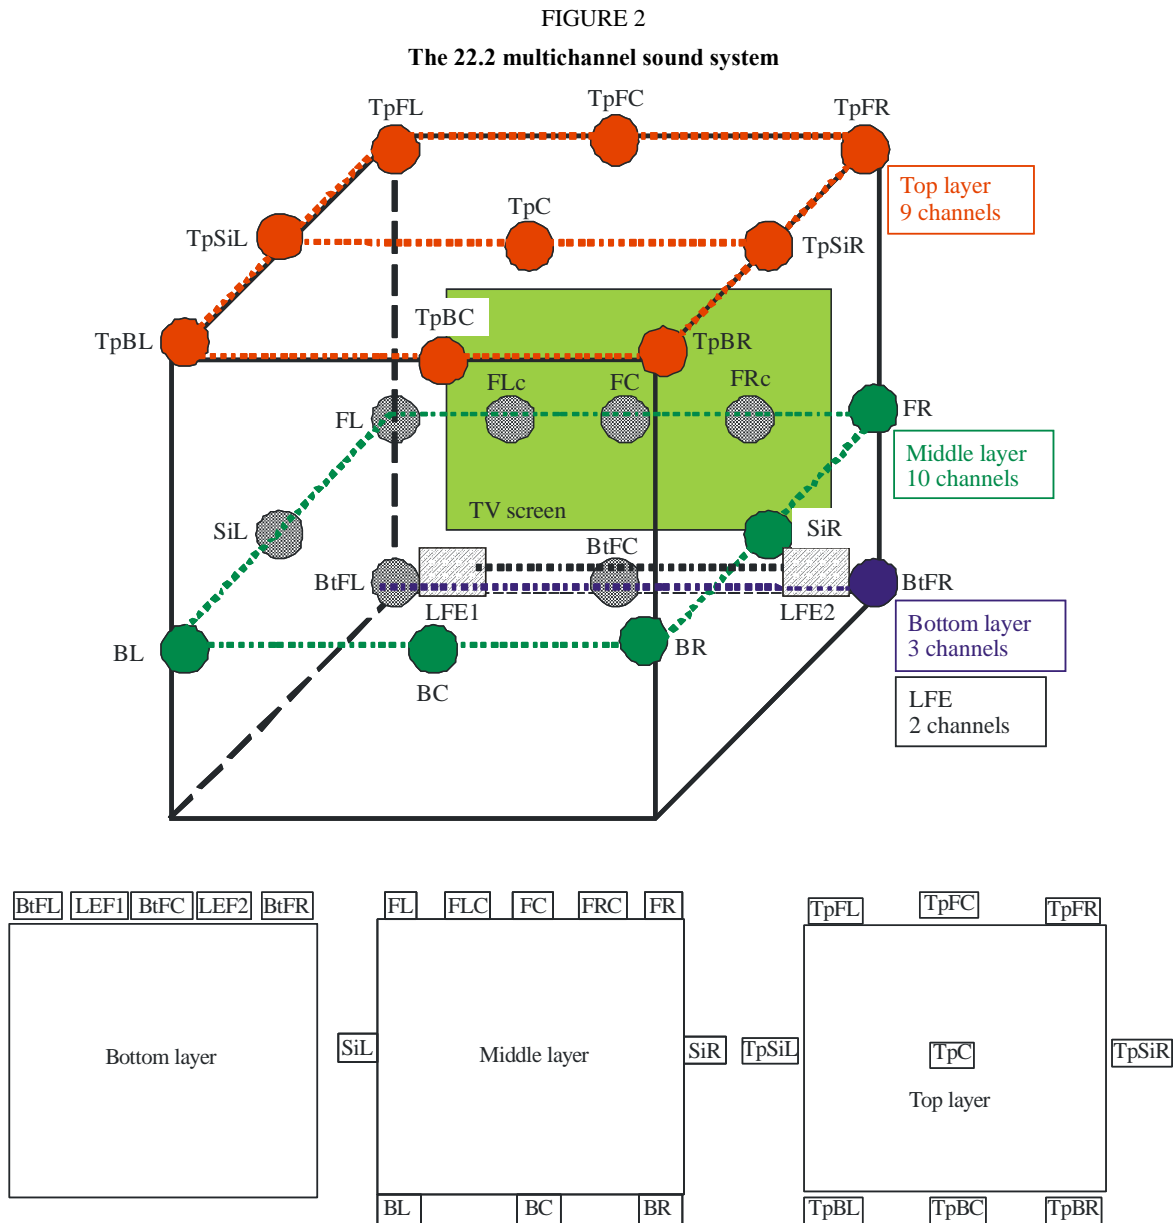 FIGURE 2
The 22.2 multichannel sound system
TpFL
TpFC
TpFR
Top layer
9 channels
TpSiL
TpC
TpSiR
TpBL
TpBC
TpBR
FL
FLc
FC
FRc
FR
Middle layer
10 channels
TV screen
SiL
SiR
BtFL
LFE1
BtFC
LFE2
BtFR
Bottom layer
3 channels
BL
BC
BR
LFE
2 channels
BtFL
LEF1
BtFC
LEF2
BtFR
Bottom layer
FL
FLC
FC
FRC
FR
SiL
Middle layer
SiR
BL
BC
BR
TpFL
TpFC
TpFR
TpSiL
TpC
TpSiR
Top layer
TpBL
TpBC
TpBR